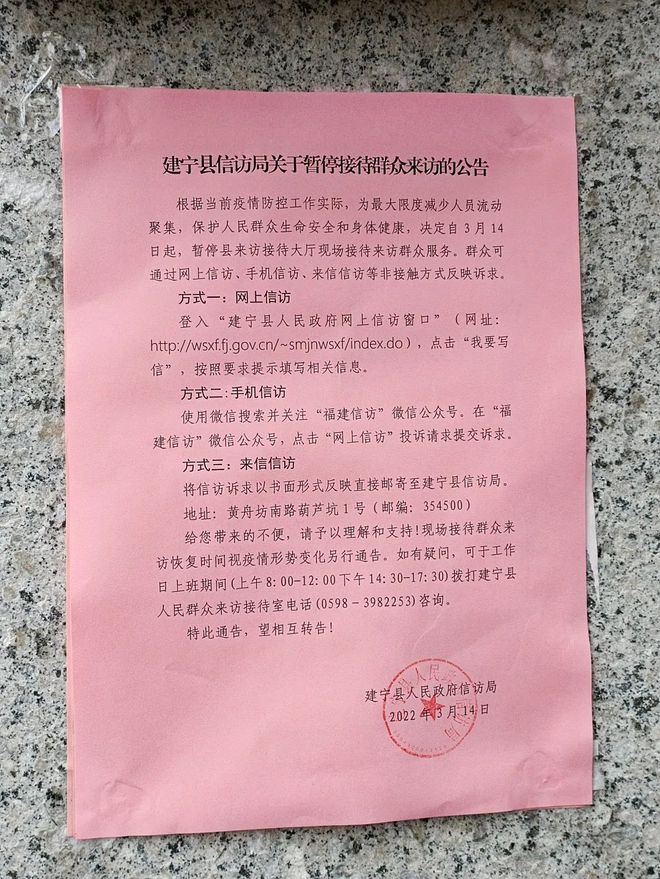 建宁县信访局关于暂停接待群众来访的公告
根据当前疫情防控工作实际，为最大限度减少人员流动
聚集，保护人民群众生命安全和身体健康，决定自3月14
日起，暂停县来访接待大厅现场接待来访群众服务。群众可
通过网上信访、手机信访、来信信访等非接触方式反映诉求。
方式一：网上信访
登入“建宁县人民政府网上信访窗口”（网址：
http://wsxf.fj.gov.cn/~smjnwsxf/index.do），点击“我要写
信”，按照要求提示填写相关信息。
方式二:手机信访
使用微信搜索并关注“福建信访”微信公众号。在“福
建信访”微信公众号，点击“网上信访”投诉请求提交诉求。
方式三：来信信访
将信访诉求以书面形式反映直接邮寄至建宁县信访局。
地址：黄舟坊南路葫芦坑1号（邮编：354500）
给您带来的不便，请予以理解和支持!现场接待群众来
访恢复时间视疫情形势变化另行通告。如有疑问，可于工作
日上班期间(上午8:00-12:00下午14:30-17:30)拨打建宁县
人民群众来访接待室电话(0598-3982253)咨询。
特此通告，望相互转告!
建宁县人民政府信访局
2022年3月14日